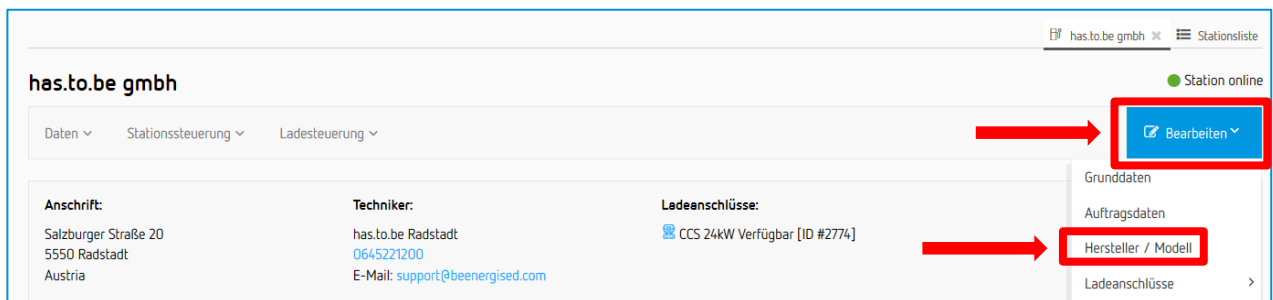 has.to.be gmbh Stationsliste
has.to.be gmbh
Station online
Daten Stationssteuerung Ladesteuerung
Bearbeiten
Grunddaten
Auftragsdaten
Hersteller / Modell
Ladeanschlüsse
Anschrift:
Salzburger Straße 20
5550 Radstadt
Austria
Techniker:
has.to.be Radstadt
0645221200
E-Mail: support@beenergised.com
Ladeanschlüsse:
CCS 24kW Verfügbar [ID #2774]